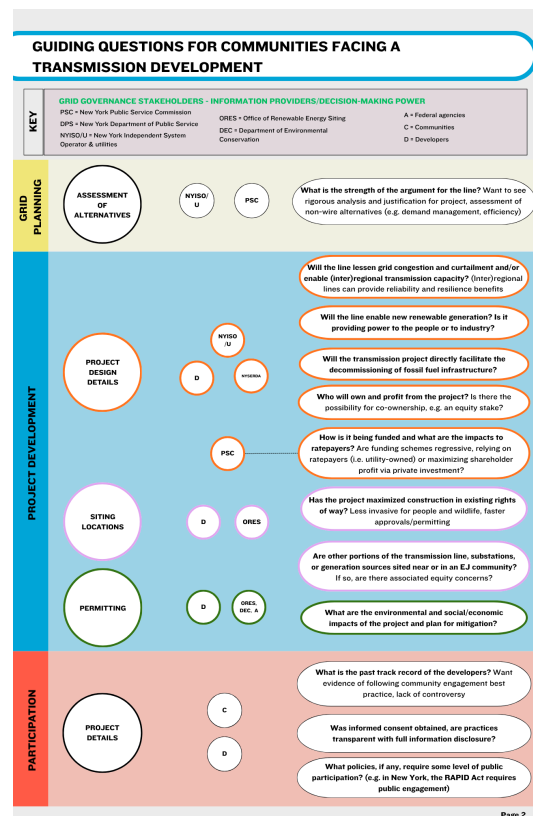 GUIDING QUESTIONS FOR COMMUNITIES FACING A
TRANSMISSION DEVELOPMENT
KEY
GRID GOVERNANCE STAKEHOLDERS - INFORMATION PROVIDERS/DECISION-MAKING POWER
PSC = New York Public Service Commission
DPS = New York Department of Public Service
NYISO/U = New York Independent System
Operator & utilities
ORES = Office of Renewable Energy Siting
DEC = Department of Environmental
Conservation
A = Federal agencies
C = Communities
D = Developers
GRID
PLANNING
ASSESSMENT
OF
ALTERNATIVES
NYISO/
U
PSC
What is the strength of the argument for the line? Want to see
rigorous analysis and justification for project, assessment of
non-wire alternatives (e.g. demand management, efficiency)
PROJECT DEVELOPMENT
PROJECT
DESIGN
DETAILS
NYISO
/U
D
NYSERDA
PSC
Will the line lessen grid congestion and curtailment and/or
enable (inter)regional transmission capacity? (Inter)regional
lines can provide reliability and resilience benefits
Will the line enable new renewable generation? Is it
providing power to the people or to industry?
Will the transmission project directly facilitate the
decommissioning of fossil fuel infrastructure?
Who will own and profit from the project? Is there the
possibility for co-ownership, e.g. an equity stake?
How is it being funded and what are the impacts to
ratepayers? Are funding schemes regressive, relying on
ratepayers (i.e. utility-owned) or maximizing shareholder
profit via private investment?
SITING
LOCATIONS
D
ORES
Has the project maximized construction in existing rights
of way? Less invasive for people and wildlife, faster
approvals/permitting
Are other portions of the transmission line, substations,
or generation sources sited near or in an EJ community?
If so, are there associated equity concerns?
PERMITTING
D
ORES,
DEC, A
What are the environmental and social/economic
impacts of the project and plan for mitigation?
PARTICIPATION
PROJECT
DETAILS
C
D
What is the past track record of the developers? Want
evidence of following community engagement best
practice, lack of controversy
Was informed consent obtained, are practices
transparent with full information disclosure?
What policies, if any, require some level of public
participation? (e.g. in New York, the RAPID Act requires
public engagement)
Page 2